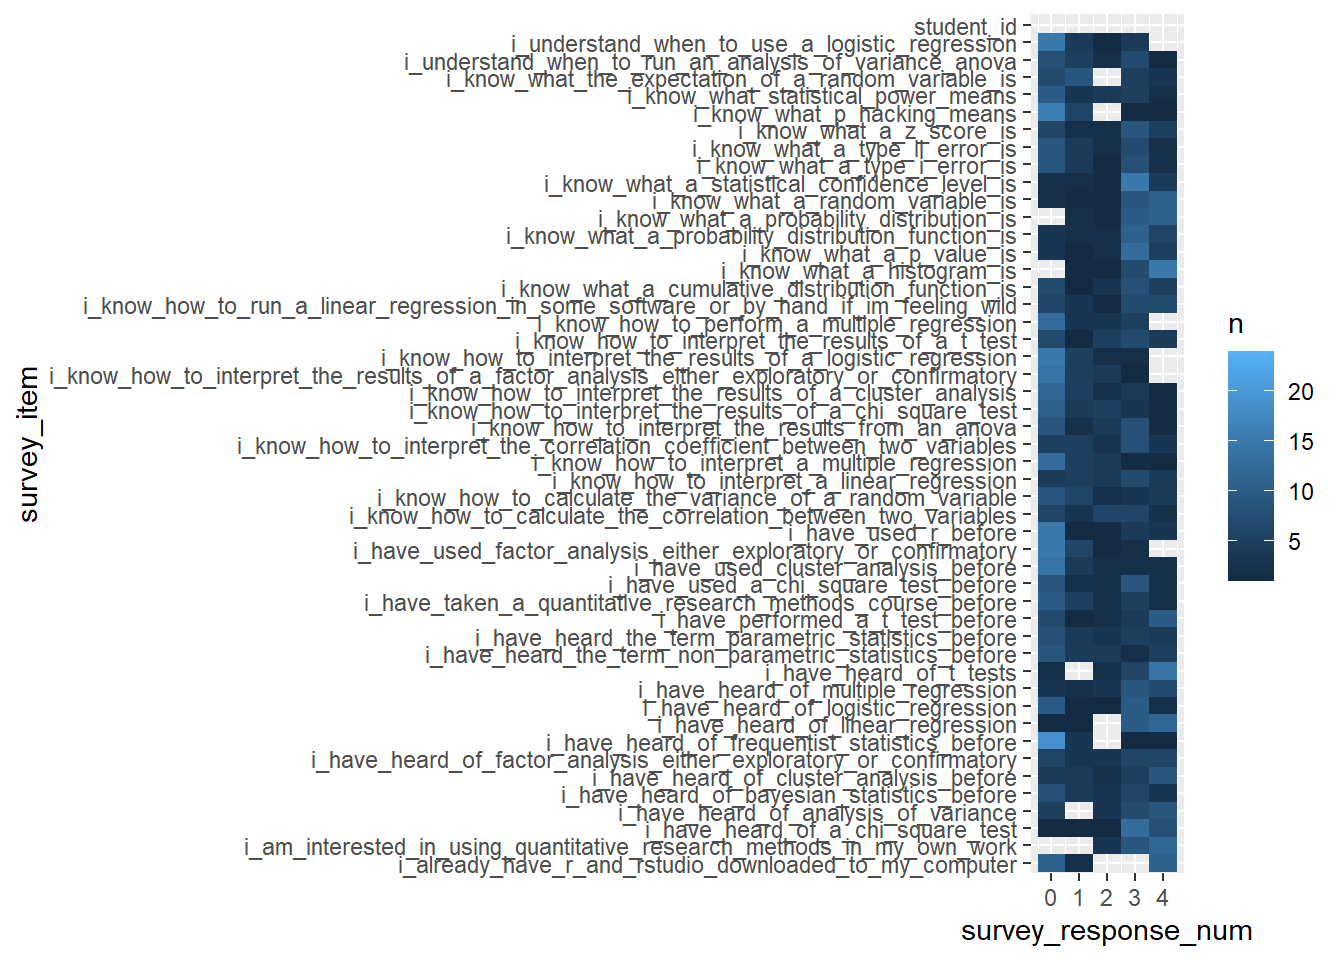 student_id
i_understand_when_to_use_a_logistic_regression
i_understand_when_to_run_an_analysis_of_variance_anova
i_know_what_the_expectation_of_a_random_variable_is
i_know_what_statistical_power_means
i_know_what_p_hacking_means
i_know_what_a_z_score_is
i_know_what_a_type_ii_error_is
i_know_what_a_type_i_error_is
i_know_what_a_statistical_confidence_level_is
i_know_what_a_random_variable_is
i_know_what_a_probability_distribution_is
i_know_what_a_probability_distribution_function_is
i_know_what_a_p_value_is
i_know_what_a_histogram_is
i_know_what_a_cumulative_distribution_function_is
i_know_how_to_run_a_linear_regression_in_some_software_or_by_hand_if_im_feeling_wild
i_know_how_to_perform_a_multiple_regression
i_know_how_to_interpret_the_results_of_a_t_test
i_know_how_to_interpret_the_results_of_a_logistic_regression
i_know_how_to_interpret_the_results_of_a_factor_analysis_either_exploratory_or_confirmatory
i_know_how_to_interpret_the_results_of_a_cluster_analysis
i_know_how_to_interpret_the_results_of_a_chi_square_test
i_know_how_to_interpret_the_results_from_an_anova
i_know_how_to_interpret_the_correlation_coefficient_between_two_variables
i_know_how_to_interpret_a_multiple_regression
i_know_how_to_interpret_a_linear_regression
i_know_how_to_calculate_the_variance_of_a_random_variable
i_know_how_to_calculate_the_correlation_between_two_variables
i_have_used_r_before
i_have_used_factor_analysis_either_exploratory_or_confirmatory
i_have_used_cluster_analysis_before
i_have_used_a_chi_square_test_before
i_have_taken_a_quantitative_research_methods_course_before
i_have_performed_a_t_test_before
i_have_heard_the_term_parametric_statistics_before
i_have_heard_the_term_non_parametric_statistics_before
i_have_heard_of_t_tests
i_have_heard_of_multiple_regression
i_have_heard_of_logistic_regression
i_have_heard_of_linear_regression
i_have_heard_of_frequentist_statistics_before
i_have_heard_of_factor_analysis_either_exploratory_or_confirmatory
i_have_heard_of_cluster_analysis_before
i_have_heard_of_bayesian_statistics_before
i_have_heard_of_analysis_of_variance
i_have_heard_of_a_chi_square_test
i_am_interested_in_using_quantitative_research_methods_in_my_own_work
i_already_have_r_and_rstudio_downloaded_to_my_computer
survey_item
0 1 2 3 4
survey_response_num
n
20
15
10
5